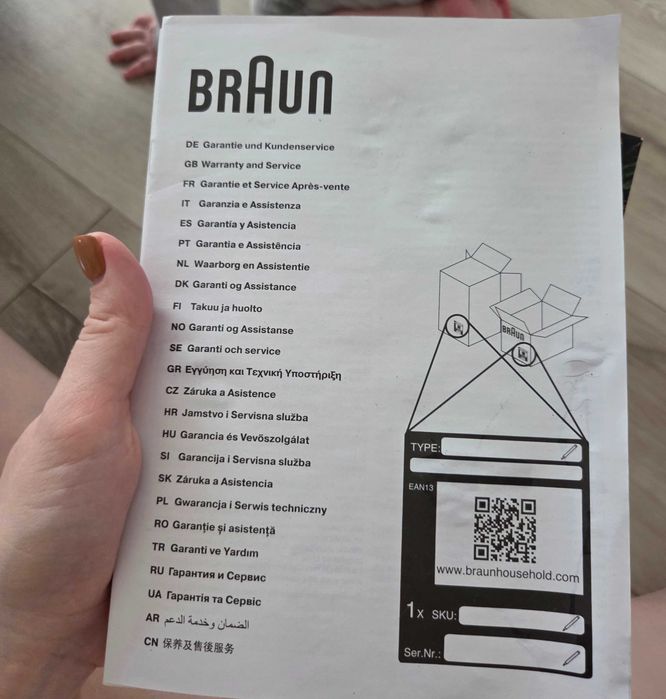 BRAUN
DE Garantie und Kundenservice
GB Warranty and Service
FR Garantie et Service Après-vente
IT Garanzia e Assistenza
ES Garantía y Asistencia
PT Garantia e Assistência
NL Waarborg en Assistentie
DK Garanti og Assistance
FI Takuu ja huolto
NO Garanti og Assistanse
SE Garanti och service
GR Εγγύηση και Τεχνική Υποστήριξη
CZ Záruka a Asistence
HR Jamstvo i Servisna služba
HU Garancia és Vevőszolgálat
SI Garancija i Servisna služba
SK Záruka a Asistencia
PL Gwarancja i Serwis techniczny
RO Garanție și asistență
TR Garanti ve Yardım
RU Гарантия и Сервис
UA Гарантія та Сервіс
AR الضمان وخدمة الدعم
CN 保养及售後服务
BRAUN
TYPE:
EAN13
www.braunhousehold.com
1x SKU:
Ser.Nr.: